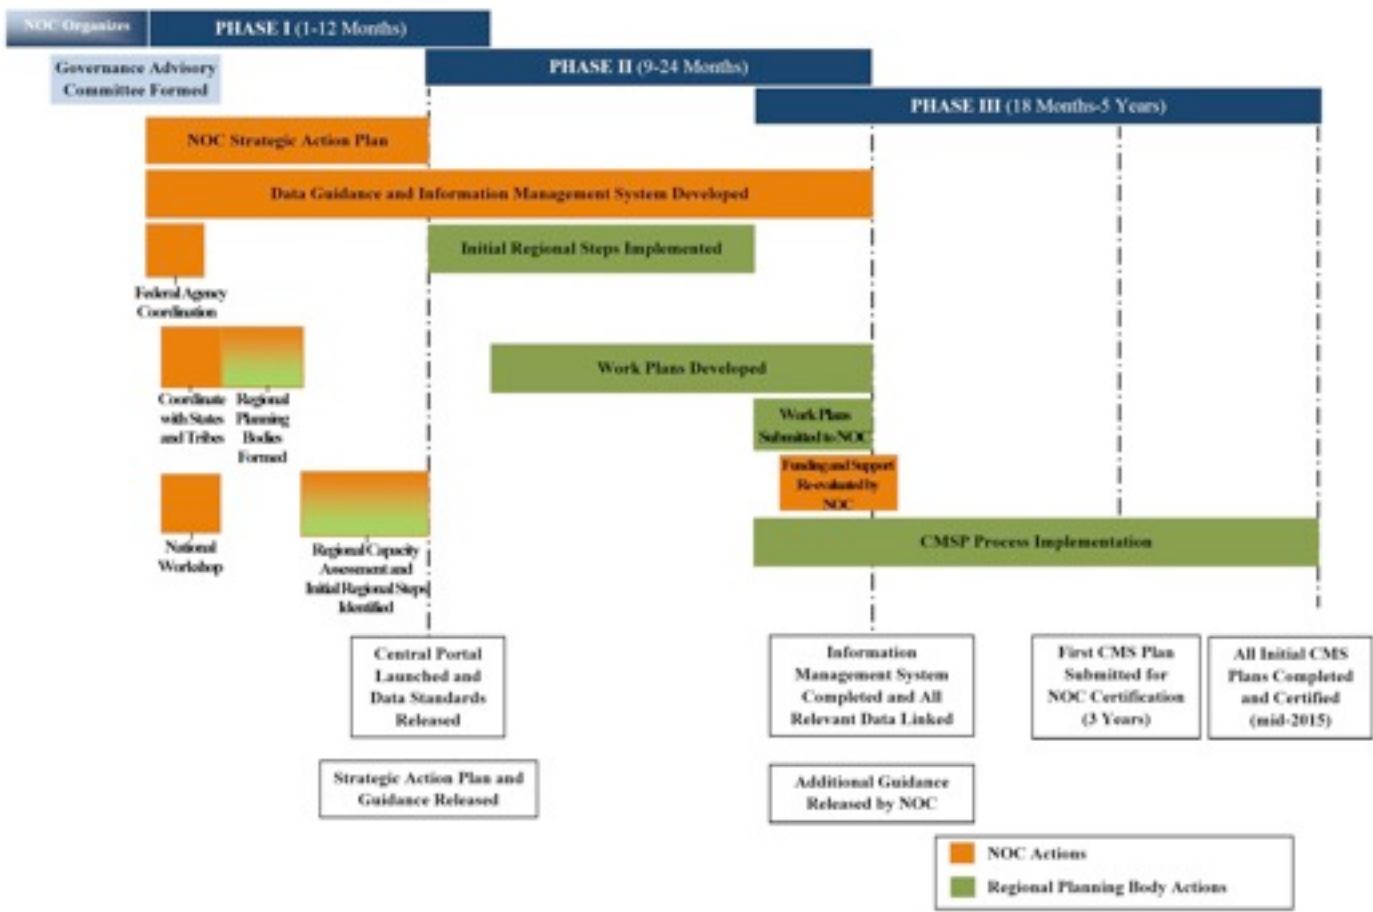 NOC Organizes
PHASE I (1-12 Months)
Governance Advisory
Committee Formed
PHASE II (9-24 Months)
PHASE III (18 Months-5 Years)
NOC Strategic Action Plan
Data Guidance and Information Management System Developed
Initial Regional Steps Implemented
Federal Agency
Coordination
Work Plans Developed
Coordinate
with States
and Tribes
Regional
Planning
Bodies
Formed
Work Plans
Submitted to NOC
Funding and Support
Re-evaluated by
NOC
National
Workshop
Regional Capacity
Assessment and
Initial Regional Steps
Identified
CMSP Process Implementation
Central Portal
Launched and
Data Standards
Released
Information
Management System
Completed and All
Relevant Data Linked
First CMS Plan
Submitted for
NOC Certification
(3 Years)
All Initial CMS
Plans Completed
and Certified
(mid-2015)
Strategic Action Plan and
Guidance Released
Additional Guidance
Released by NOC
NOC Actions
Regional Planning Body Actions